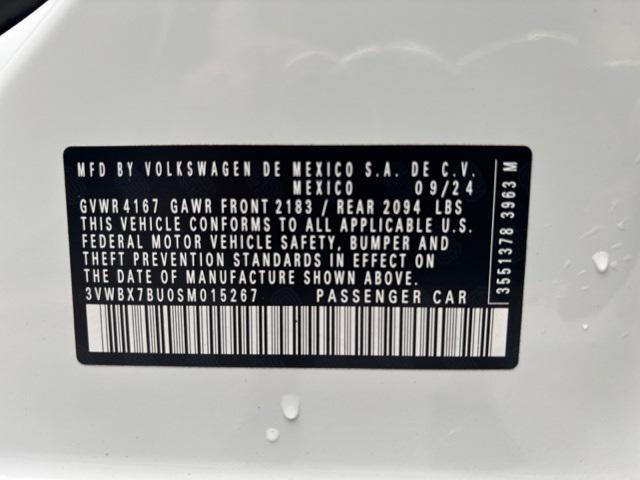 MFD BY VOLKSWAGEN DE MEXICO S.A. DE C.V.
MEXICO 09/24
GVWR 4167 GAWR FRONT 2183 / REAR 2094 LBS
THIS VEHICLE CONFORMS TO ALL APPLICABLE U.S.
FEDERAL MOTOR VEHICLE SAFETY, BUMPER AND
THEFT PREVENTION STANDARDS IN EFFECT ON
THE DATE OF MANUFACTURE SHOWN ABOVE.
3VWBX7BU0SM015267 PASSENGER CAR
3551378 3963 M